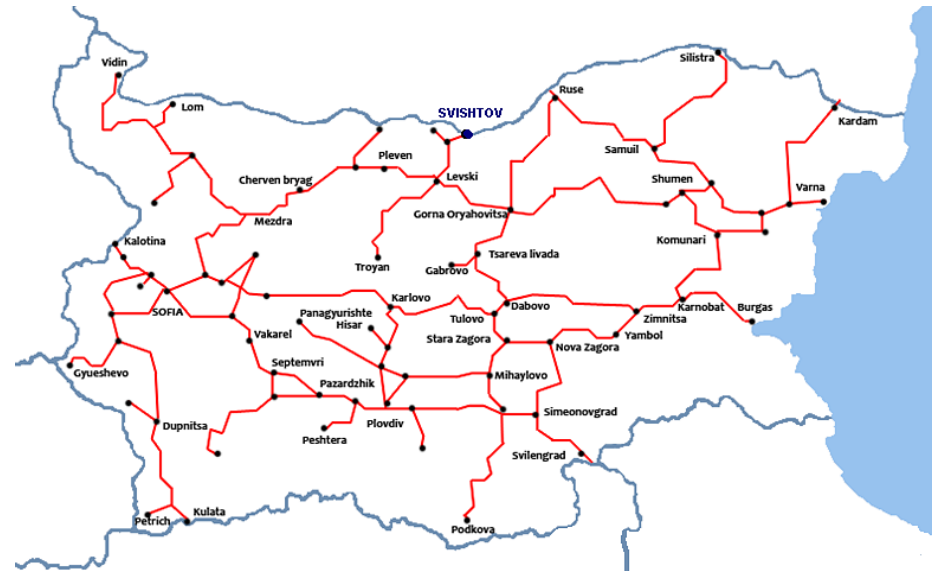 Silistra
Vidin
Ruse
Lom
SVISHTOV
Kardam
Samuil
Pleven
Cherven bryag
Levski
Shumen
Varna
Gorna Oryahovitsa
Mezdra
Kalotina
Komunari
Troyan
Gabrovo
Tsareva livada
Karlovo
Dabovo
Karnobat
Burgas
SOFIA
Panagyurishte
Hisar
Tulovo
Zimnitsa
Vakarel
Stara Zagora
Nova Zagora
Yambol
Gyueshevo
Septemvri
Pazardzhik
Mihaylovo
Dupnitsa
Peshtera
Plovdiv
Simeonovgrad
Svilengrad
Petrich
Kulata
Podkova